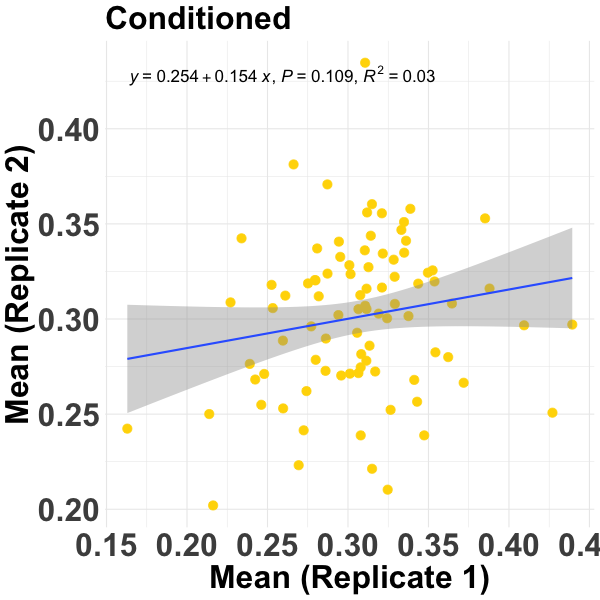 Conditioned
y = 0.254 + 0.154 x, P = 0.109, R² = 0.03
Mean (Replicate 2)
0.40
0.35
0.30
0.25
0.20
0.15 0.20 0.25 0.30 0.35 0.40 0.4
Mean (Replicate 1)